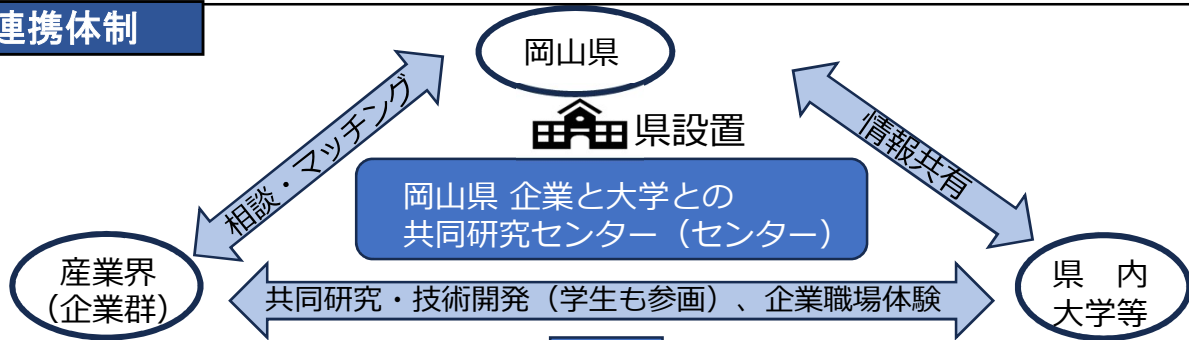 連携体制
岡山県
県設置
相談・マッチング
情報共有
岡山県 企業と大学との
共同研究センター（センター）
産業界
（企業群）
共同研究・技術開発（学生も参画）、企業職場体験
県　内
大学等